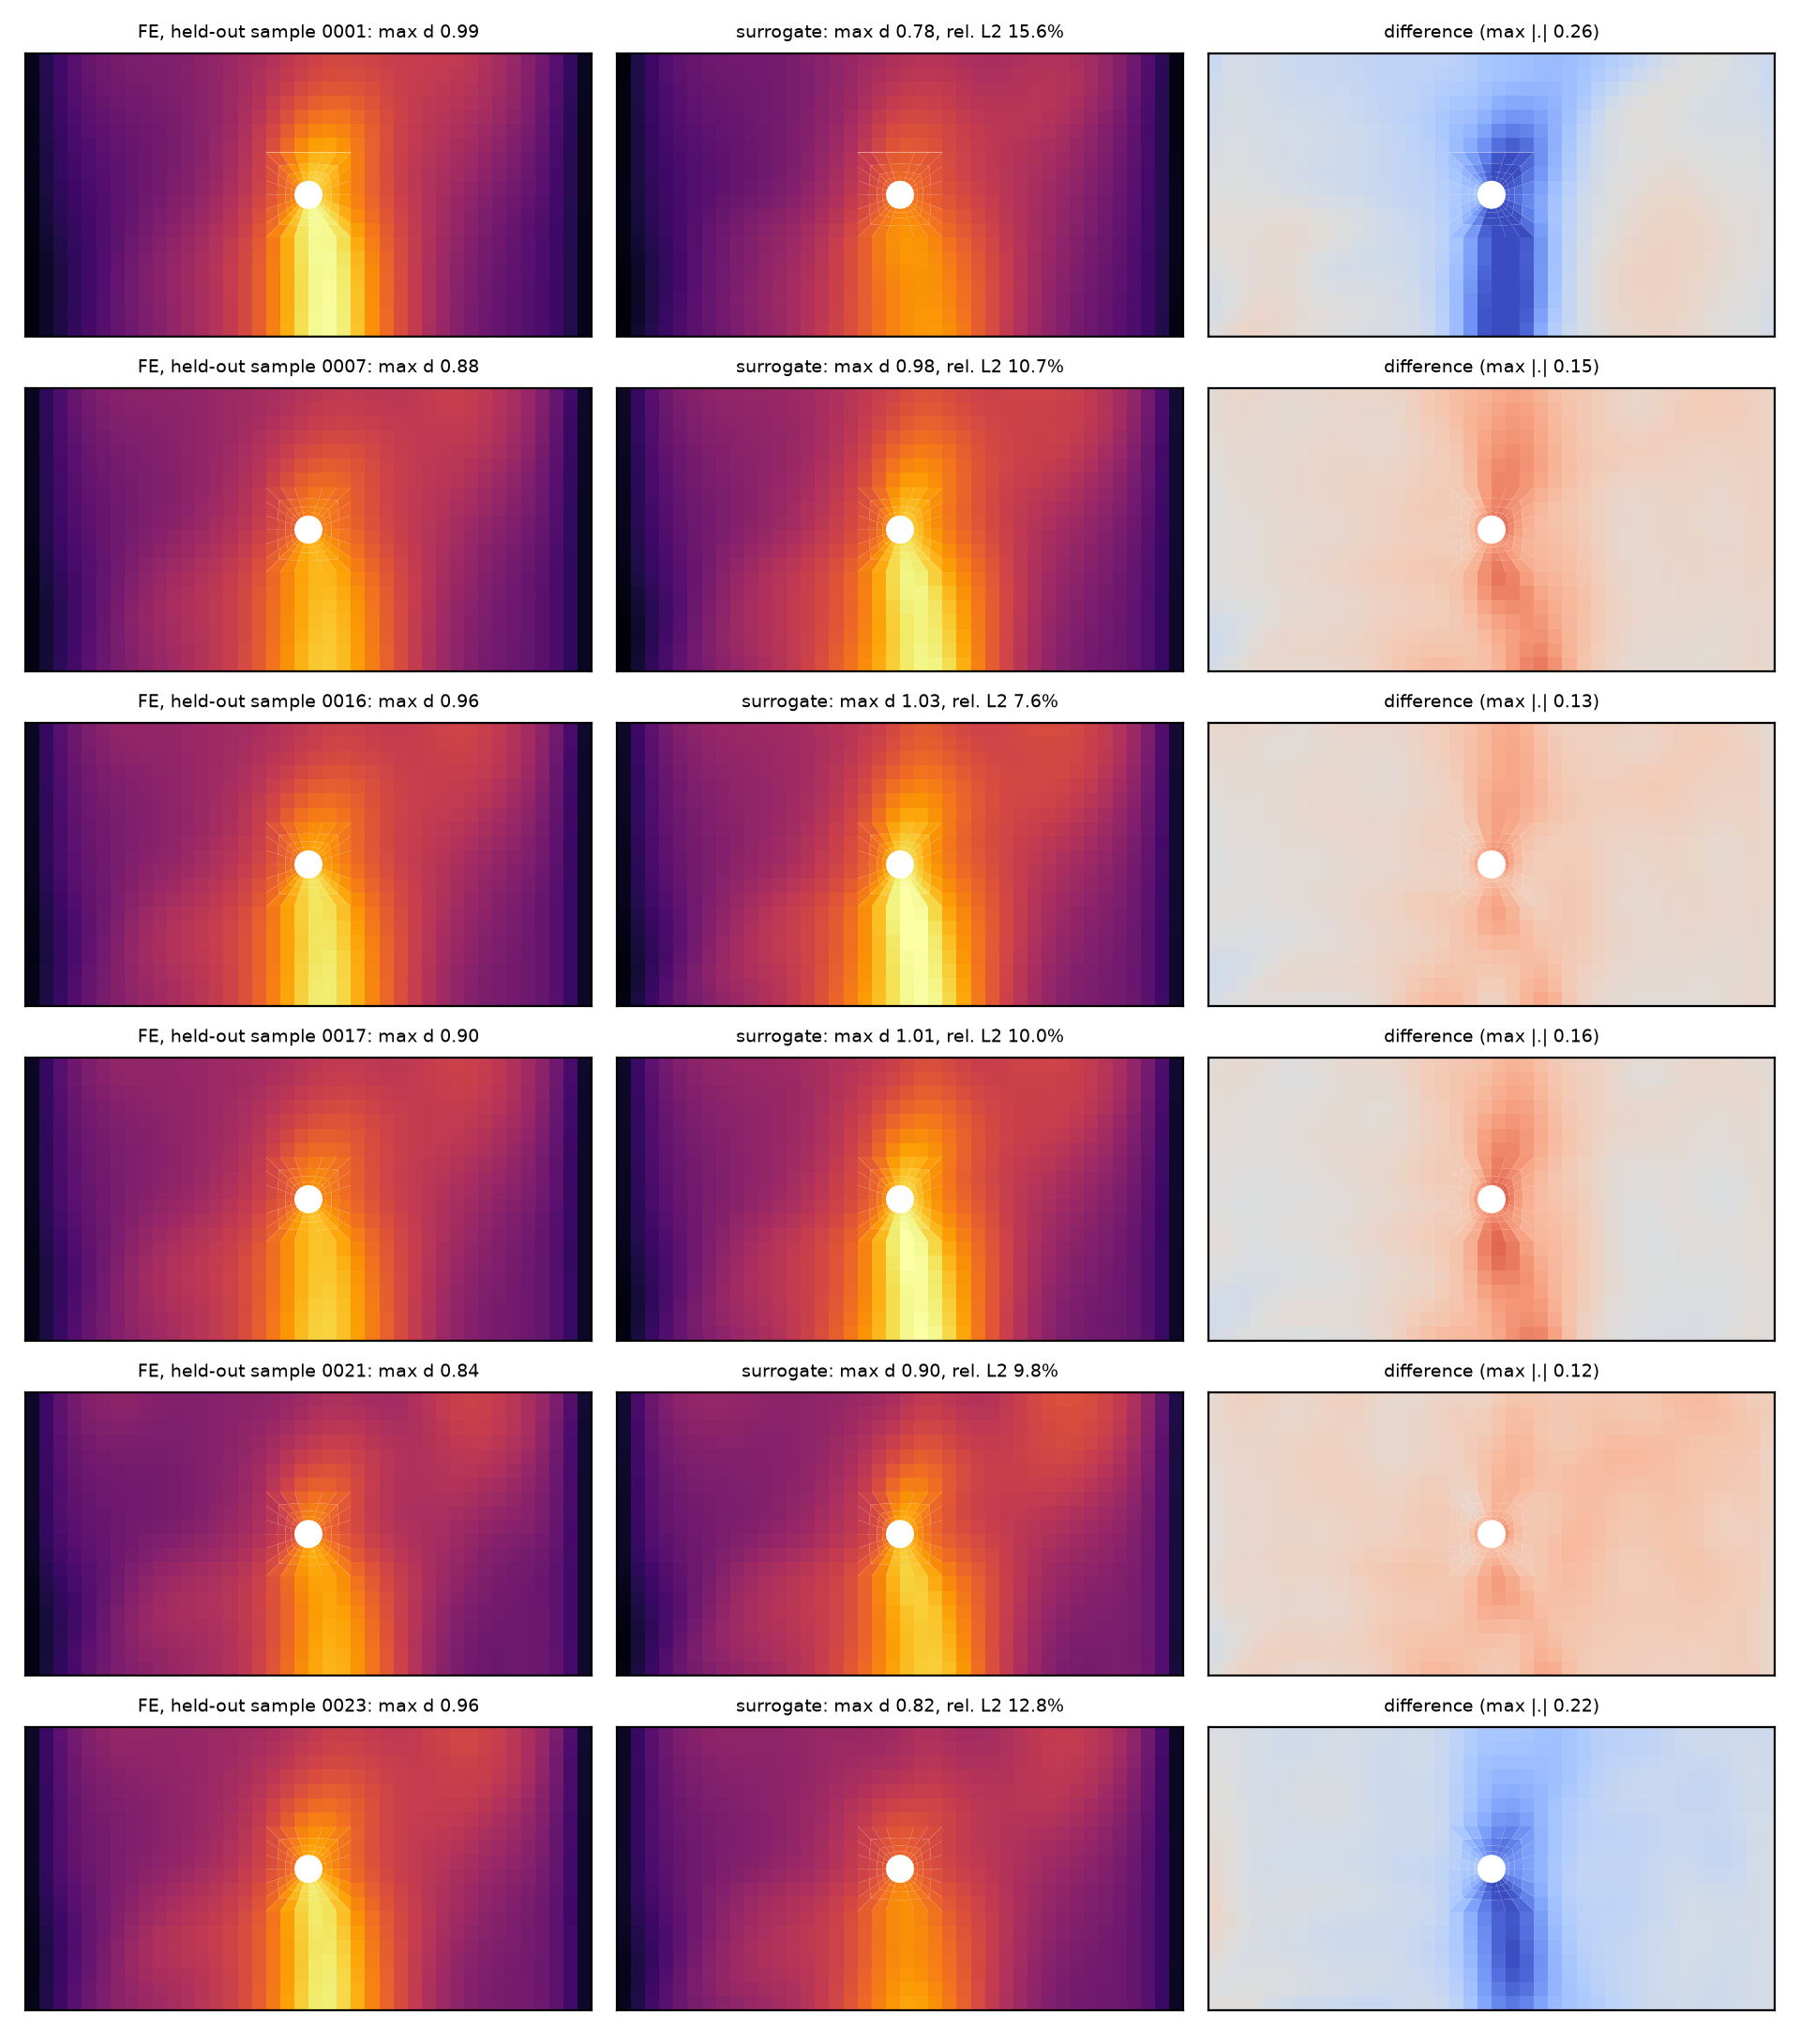 FE, held-out sample 0001: max d 0.99
surrogate: max d 0.78, rel. L2 15.6%
difference (max |.| 0.26)
FE, held-out sample 0007: max d 0.88
surrogate: max d 0.98, rel. L2 10.7%
difference (max |.| 0.15)
FE, held-out sample 0016: max d 0.96
surrogate: max d 1.03, rel. L2 7.6%
difference (max |.| 0.13)
FE, held-out sample 0017: max d 0.90
surrogate: max d 1.01, rel. L2 10.0%
difference (max |.| 0.16)
FE, held-out sample 0021: max d 0.84
surrogate: max d 0.90, rel. L2 9.8%
difference (max |.| 0.12)
FE, held-out sample 0023: max d 0.96
surrogate: max d 0.82, rel. L2 12.8%
difference (max |.| 0.22)